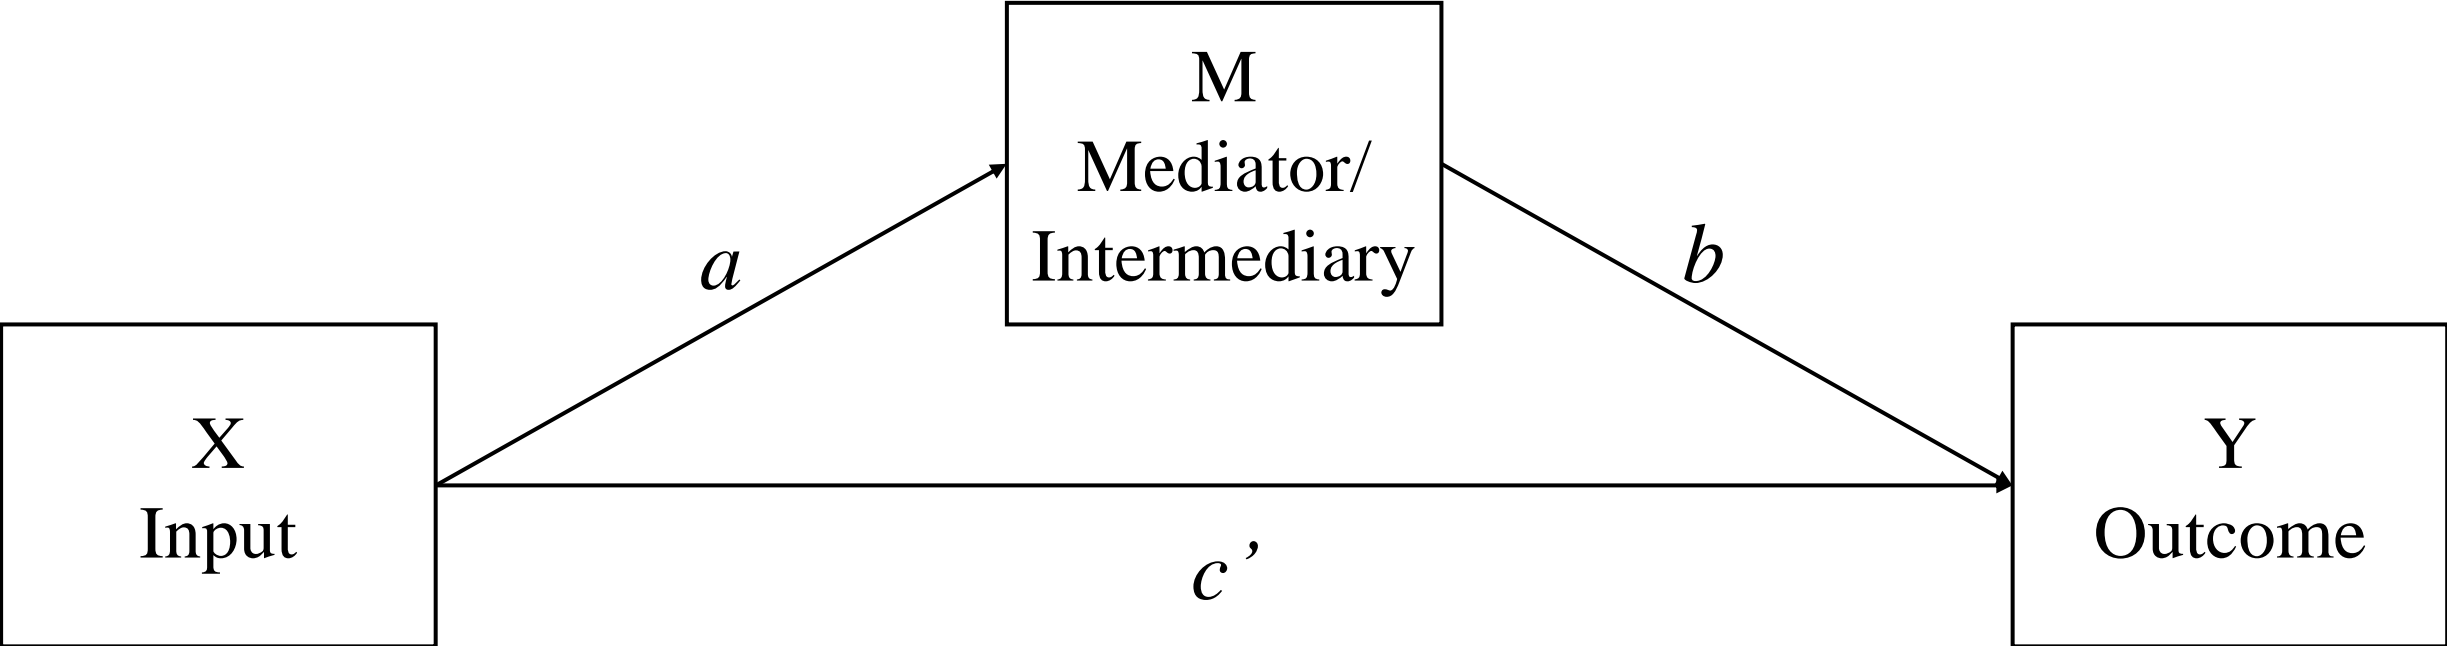 M
Mediator/
Intermediary
a
b
X
Input
Y
Outcome
c’